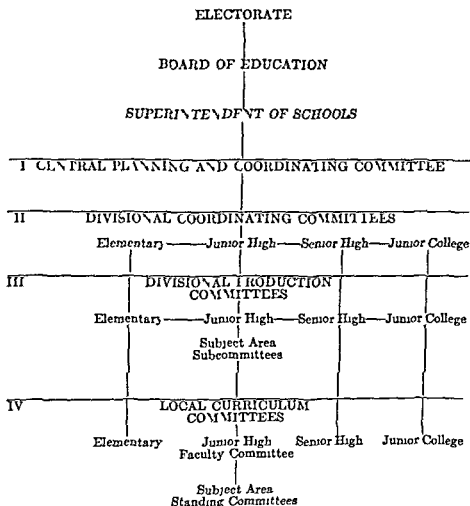 ELECTORATE
BOARD OF EDUCATION
SUPERINTENDENT OF SCHOOLS
I CENTRAL PLANNING AND COORDINATING COMMITTEE
II DIVISIONAL COORDINATING COMMITTEES
Elementary Junior High Senior High Junior College
III DIVISIONAL PRODUCTION
COMMITTEES
Elementary Junior High Senior High Junior College
Subject Area
Subcommittees
IV LOCAL CURRICULUM
COMMITTEES
Elementary Junior High Senior High Junior College
Faculty Committee
Subject Area
Standing Committees